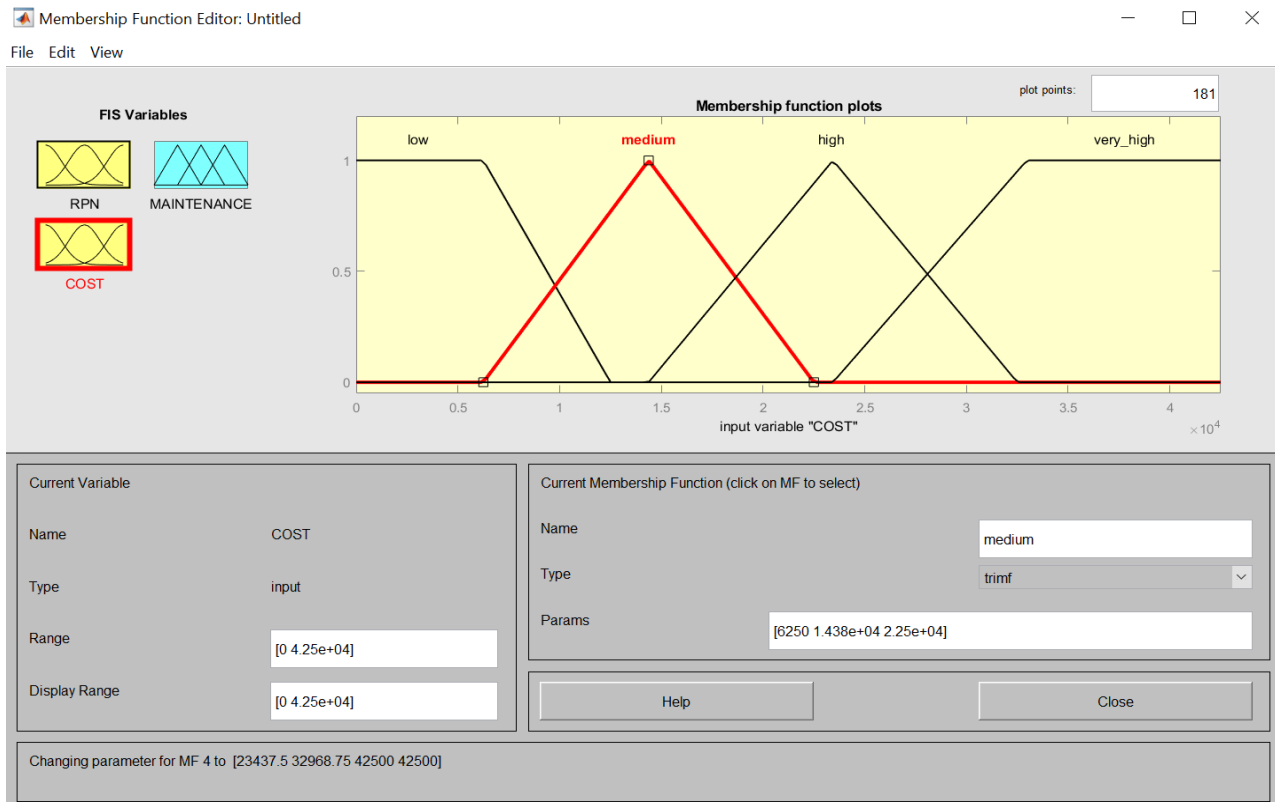 Membership Function Editor: Untitled
File Edit View
plot points: 181
FIS Variables
Membership function plots
RPN MAINTENANCE
COST
low medium high very_high
1
0.5
0
0 0.5 1 1.5 2 2.5 3 3.5 4
input variable "COST"
×10^4
Current Variable
Name COST
Type input
Range [0 4.25e+04]
Display Range [0 4.25e+04]
Current Membership Function (click on MF to select)
Name medium
Type trimf
Params [6250 1.438e+04 2.25e+04]
Help Close
Changing parameter for MF 4 to [23437.5 32968.75 42500 42500]